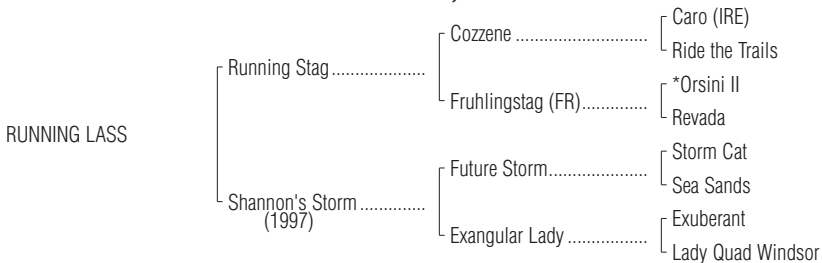 Caro (IRE)
Cozzene ............................
Ride the Trails
Running Stag.....................
*Orsini II
Fruhlingstag (FR)...............
Revada
RUNNING LASS
Storm Cat
Future Storm.......................
Sea Sands
Shannon's Storm ...............
(1997)
Exuberant
Exangular Lady ..................
Lady Quad Windsor